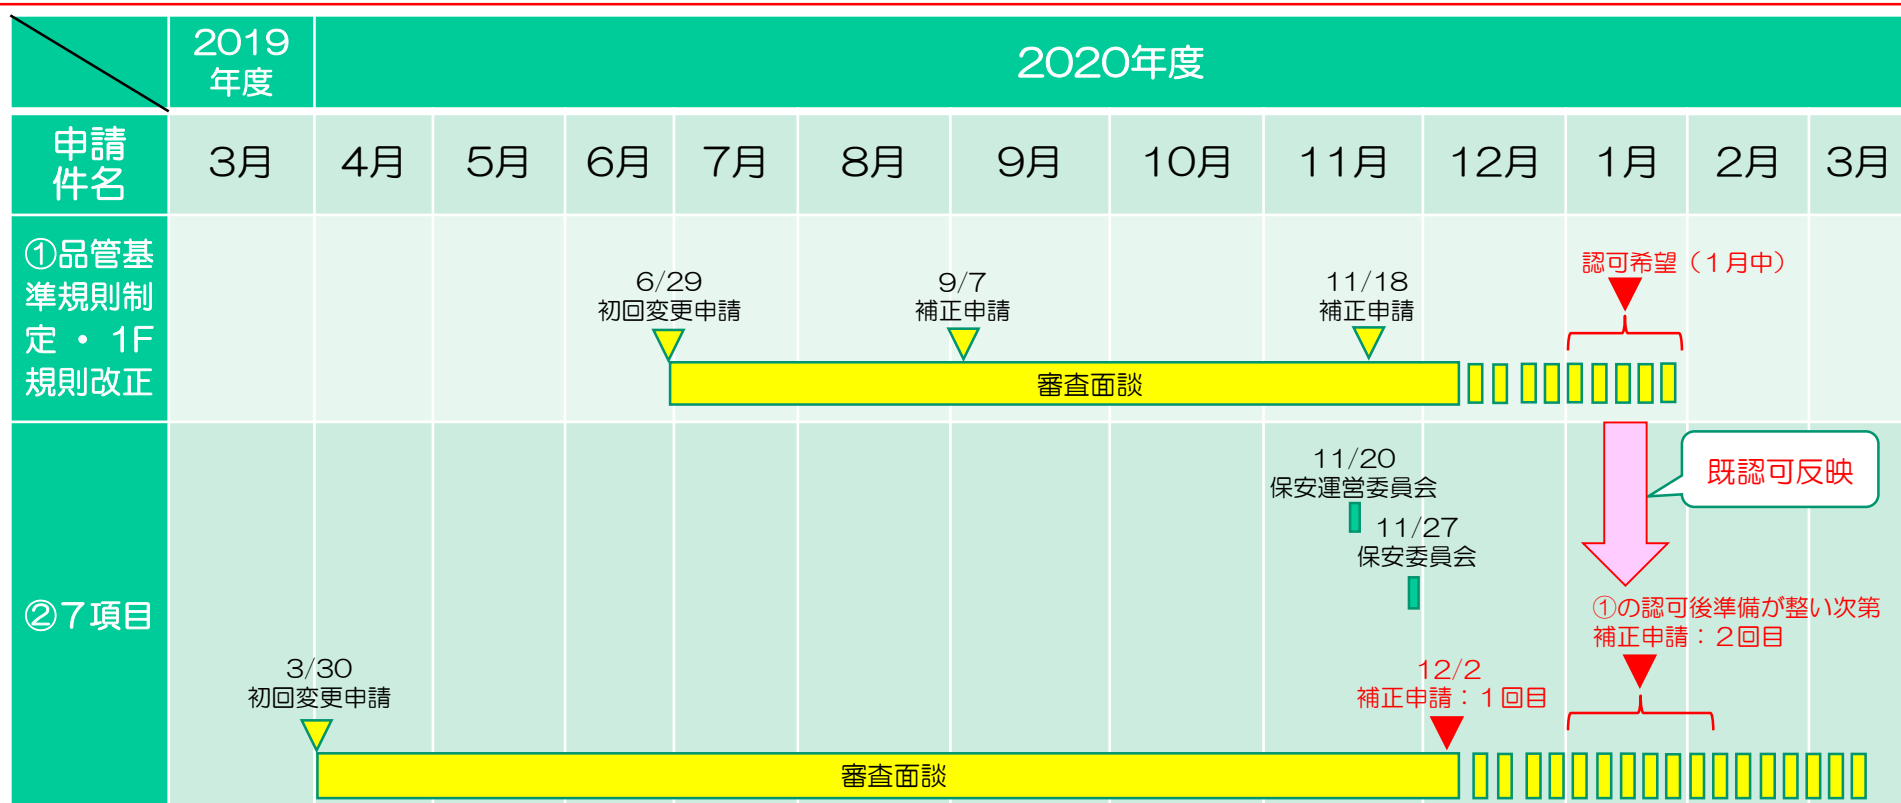 2019
年度
2020年度
申請
件名
3月
4月
5月
6月
7月
8月
9月
10月
11月
12月
1月
2月
3月
①品管基
準規則制
定・1F
規則改正
6/29
初回変更申請
9/7
補正申請
11/18
補正申請
認可希望（１月中）
審査面談
②７項目
11/20
保安運営委員会
11/27
保安委員会
既認可反映
①の認可後準備が整い次第
補正申請：２回目
3/30
初回変更申請
12/2
補正申請：１回目
審査面談